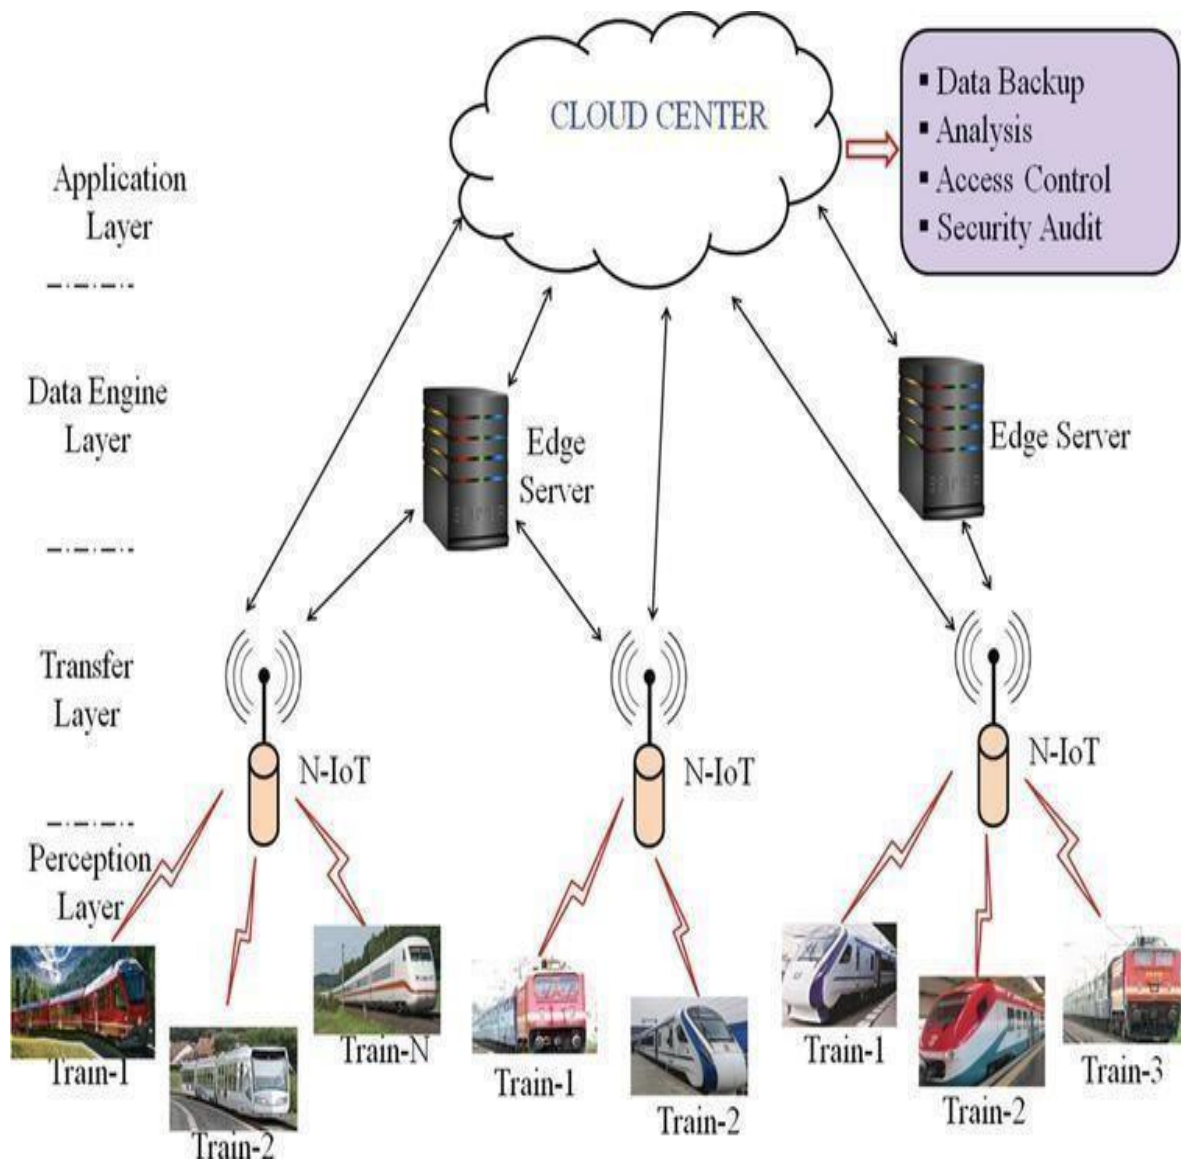 CLOUD CENTER
▪ Data Backup
▪ Analysis
▪ Access Control
▪ Security Audit
Application
Layer
Data Engine
Layer
Edge
Server
Edge Server
Transfer
Layer
N-IoT
N-IoT
N-IoT
Perception
Layer
Train-1
Train-2
Train-N
Train-1
Train-2
Train-1
Train-2
Train-3